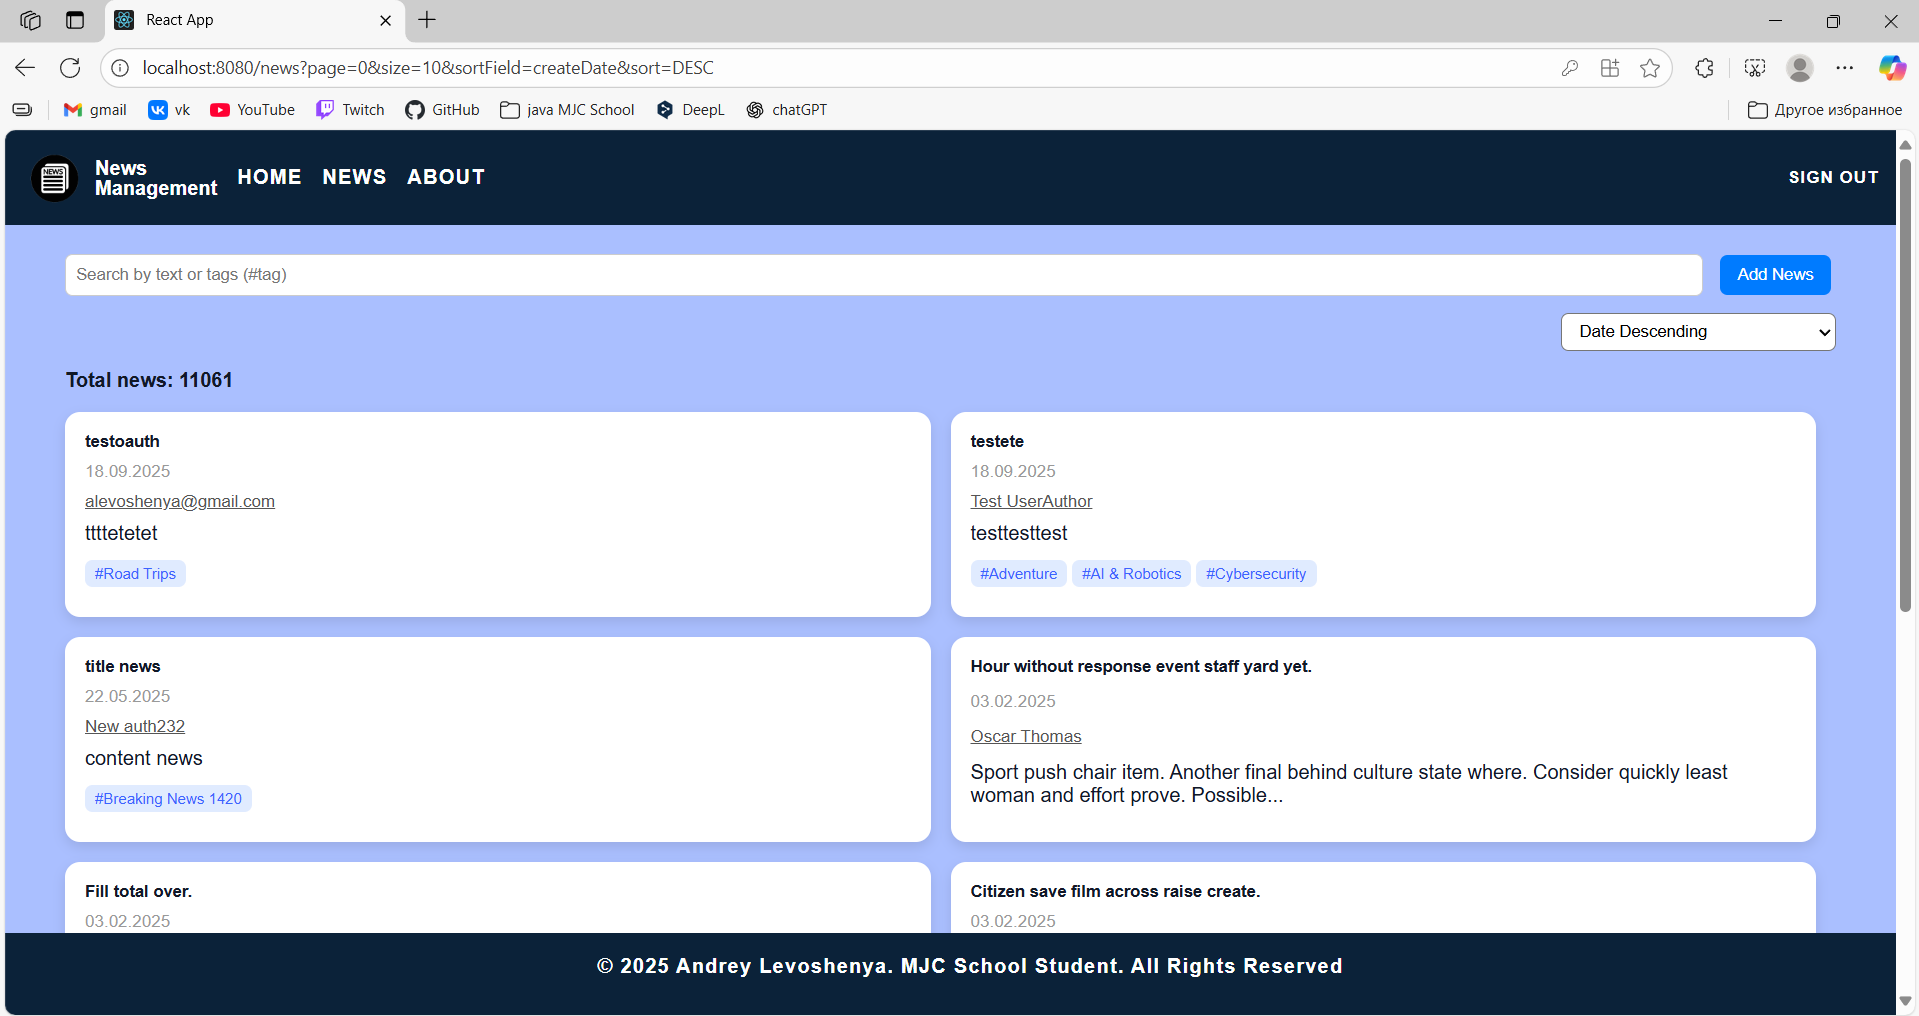 React App
localhost:8080/news?page=0&size=10&sortField=createDate&sort=DESC
gmail vk YouTube Twitch GitHub java MJC School DeepL chatGPT Другое избранное
NEWS
News
Management
HOME NEWS ABOUT SIGN OUT
Search by text or tags (#tag)
Add News
Date Descending
Total news: 11061
testoauth
18.09.2025
alevoshenya@gmail.com
ttttetetet
#Road Trips
testete
18.09.2025
Test UserAuthor
testtesttest
#Adventure #AI & Robotics #Cybersecurity
title news
22.05.2025
New auth232
content news
#Breaking News 1420
Hour without response event staff yard yet.
03.02.2025
Oscar Thomas
Sport push chair item. Another final behind culture state where. Consider quickly least
woman and effort prove. Possible...
Fill total over.
03.02.2025
Citizen save film across raise create.
03.02.2025
© 2025 Andrey Levoshenya. MJC School Student. All Rights Reserved